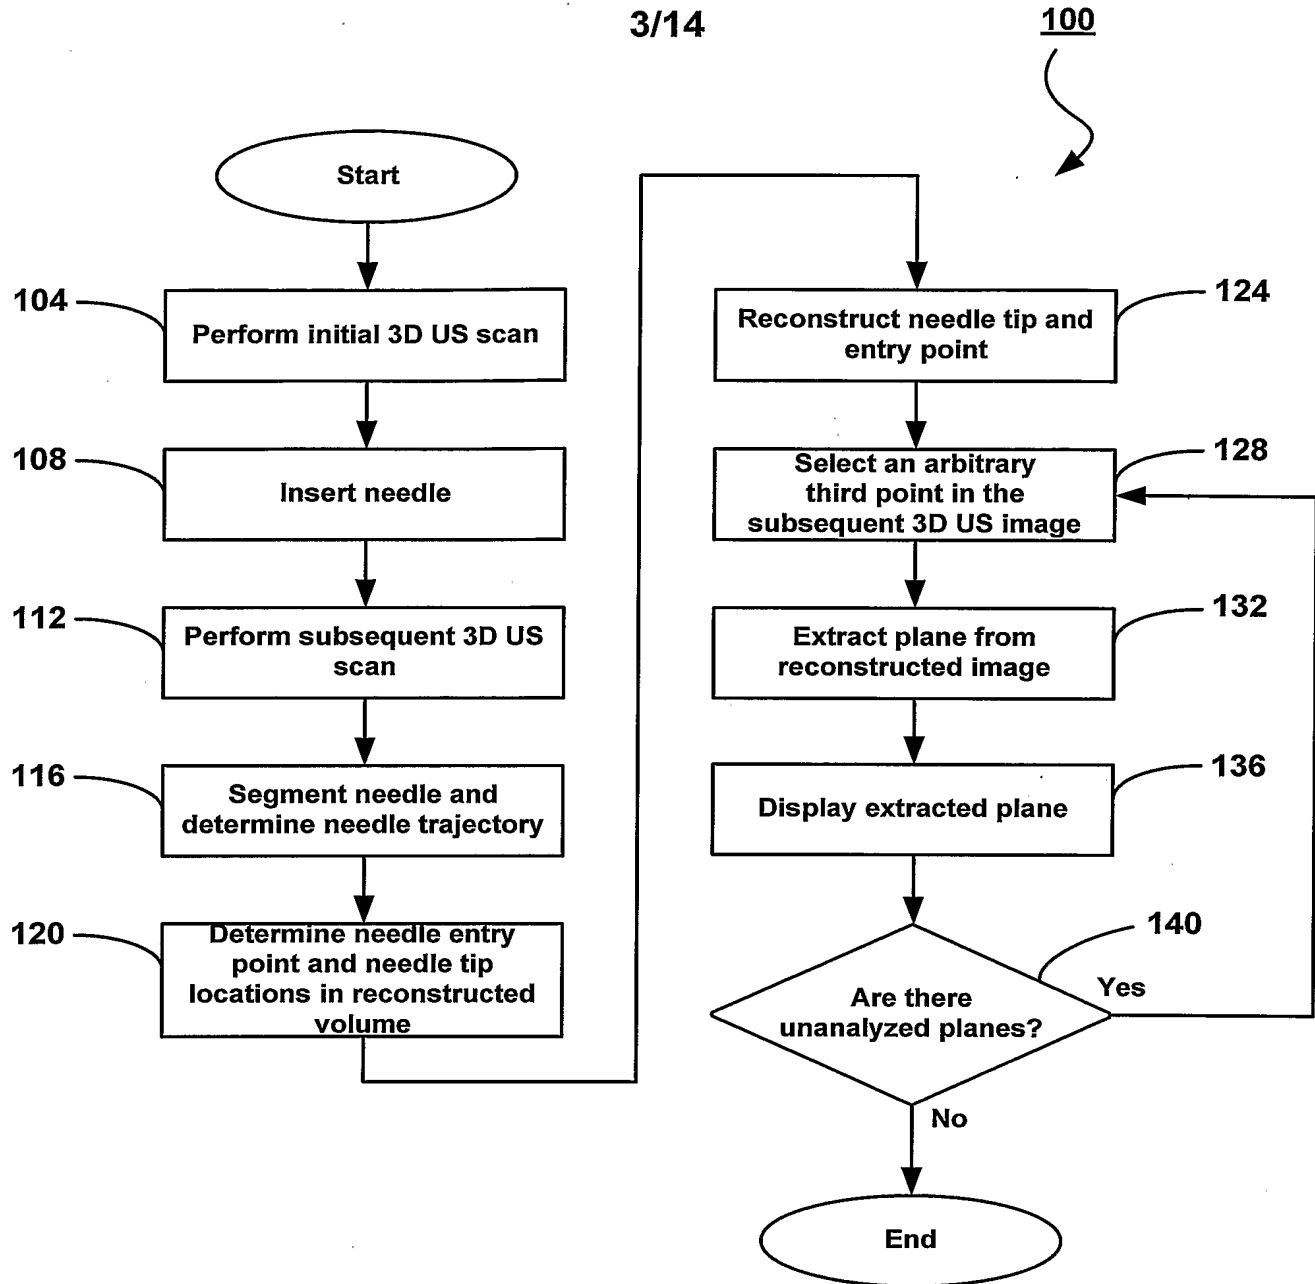 3/14
100
Start
104
Perform initial 3D US scan
108
Insert needle
112
Perform subsequent 3D US
scan
116
Segment needle and
determine needle trajectory
120
Determine needle entry
point and needle tip
locations in reconstructed
volume
124
Reconstruct needle tip and
entry point
128
Select an arbitrary
third point in the
subsequent 3D US image
132
Extract plane from
reconstructed image
136
Display extracted plane
140
Are there
unanalyzed planes?
Yes
No
End